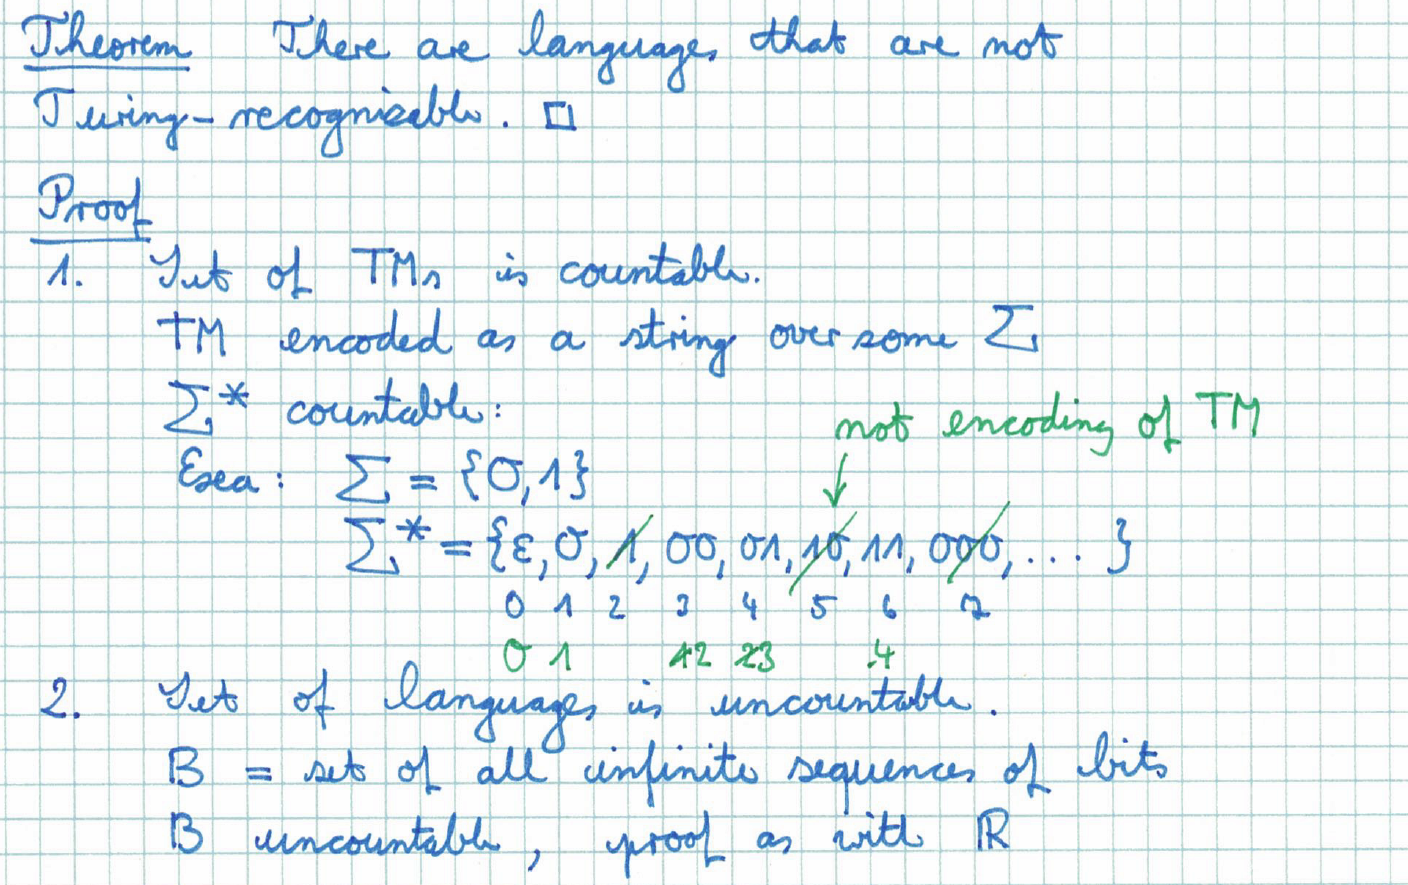 Theorem There are languages that are not
Turing-recognizable. □
Proof
1. Set of TMs is countable.
TM encoded as a string over some Σ
Σ* countable:
not encoding of TM
Σ = {0,1}
Σ* = {ε, 0, 1, 00, 01, 10, 11, 000, ... }
0 1 2 3 4 5 6 7
0 1 2 3 4
2. Set of languages is uncountable.
B = set of all infinite sequences of bits
B uncountable, proof as with ℝ